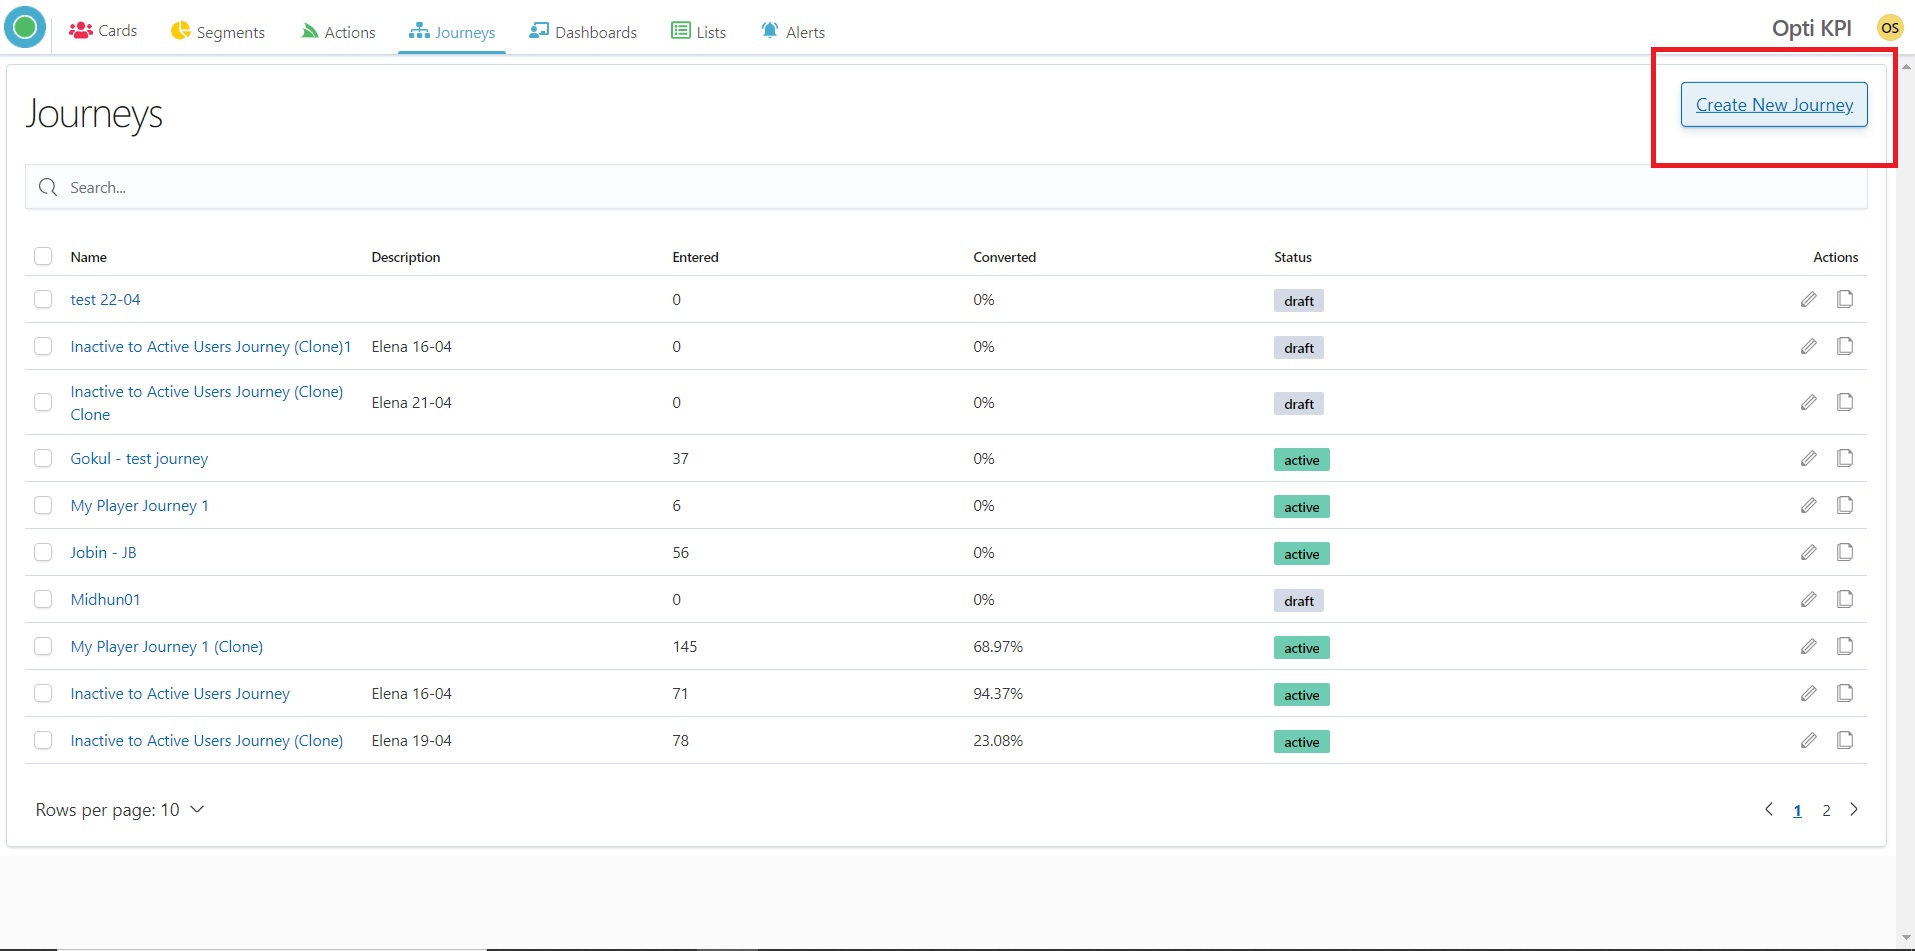 Cards Segments Actions Journeys Dashboards Lists Alerts Opti KPI OS
Journeys
Create New Journey
Search...
Name Description Entered Converted Status Actions
test 22-04 0 0% draft
Inactive to Active Users Journey (Clone)1 Elena 16-04 0 0% draft
Inactive to Active Users Journey (Clone)
Clone Elena 21-04 0 0% draft
Gokul - test journey 37 0% active
My Player Journey 1 6 0% active
Jobin - JB 56 0% active
Midhun01 0 0% draft
My Player Journey 1 (Clone) 145 68.97% active
Inactive to Active Users Journey Elena 16-04 71 94.37% active
Inactive to Active Users Journey (Clone) Elena 19-04 78 23.08% active
Rows per page: 10 1 2